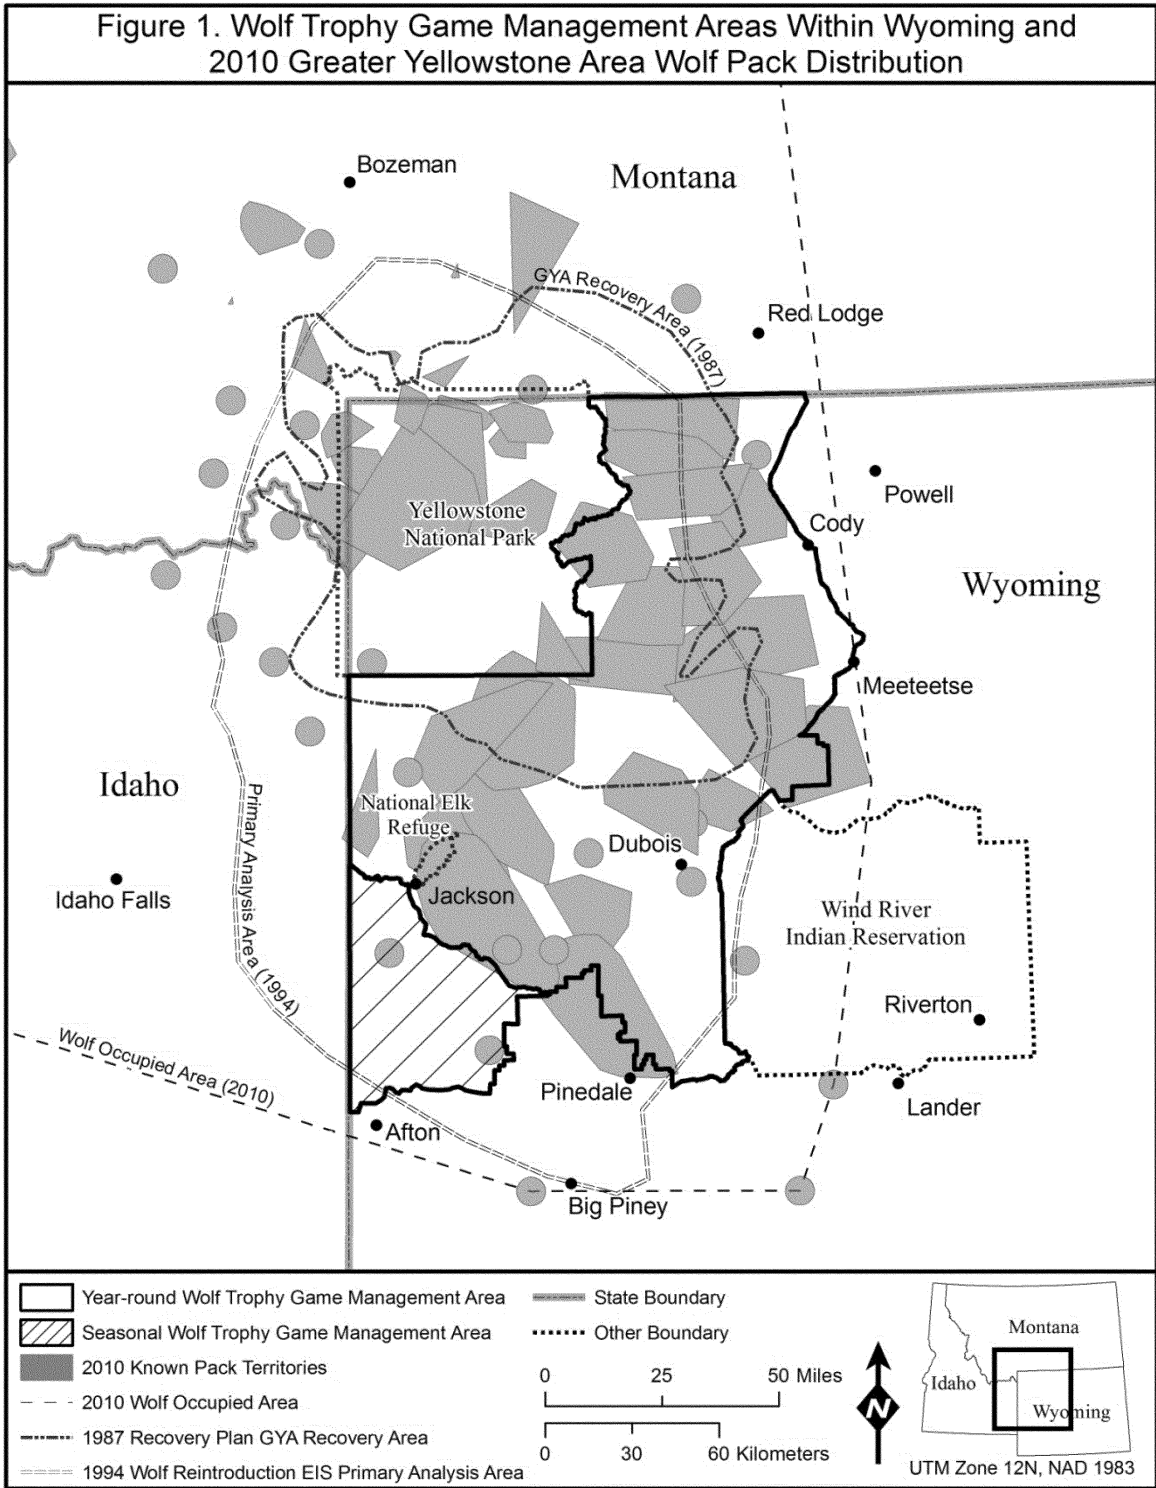 Figure 1. Wolf Trophy Game Management Areas Within Wyoming and
2010 Greater Yellowstone Area Wolf Pack Distribution
Bozeman
Montana
GYA Recovery Area (1987)
Red Lodge
Powell
Yellowstone
National Park
Cody
Wyoming
Meeteetse
Idaho
Primary Analysis Area (1994)
National Elk
Refuge
Dubois
Idaho Falls
Jackson
Wind River
Indian Reservation
Riverton
Wolf Occupied Area (2010)
Pinedale
Lander
Afton
Big Piney
Year-round Wolf Trophy Game Management Area
Seasonal Wolf Trophy Game Management Area
2010 Known Pack Territories
2010 Wolf Occupied Area
1987 Recovery Plan GYA Recovery Area
1994 Wolf Reintroduction EIS Primary Analysis Area
State Boundary
Other Boundary
0 25 50 Miles
0 30 60 Kilometers
N
Montana
Idaho
Wyoming
UTM Zone 12N, NAD 1983